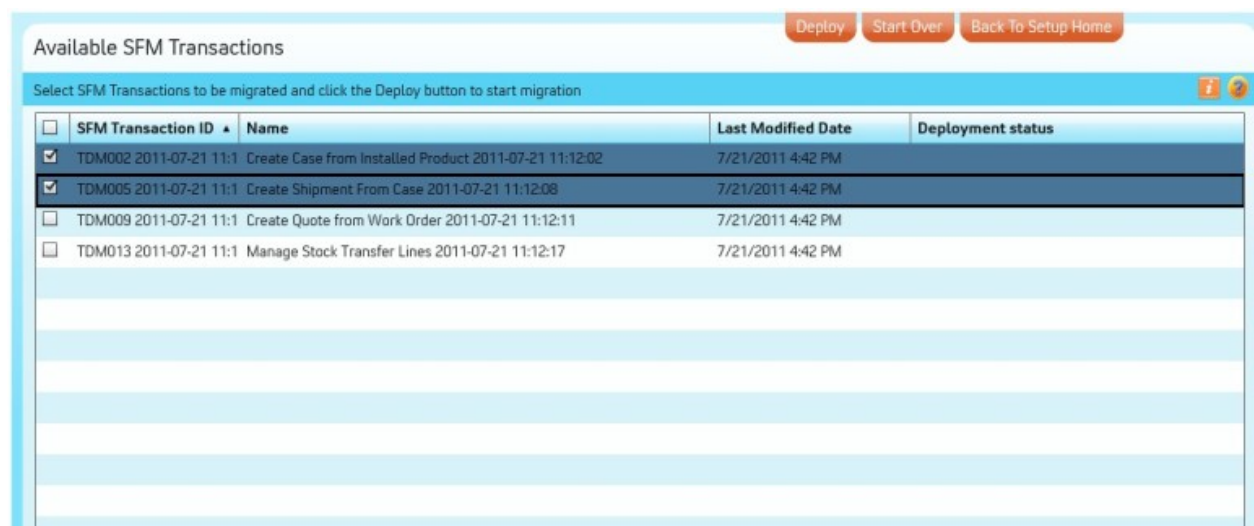 Deploy Start Over Back To Setup Home
Available SFM Transactions
Select SFM Transactions to be migrated and click the Deploy button to start migration
SFM Transaction ID Name Last Modified Date Deployment status
TDM002 2011-07-21 11:1 Create Case from Installed Product 2011-07-21 11:12:02 7/21/2011 4:42 PM
TDM005 2011-07-21 11:1 Create Shipment From Case 2011-07-21 11:12:08 7/21/2011 4:42 PM
TDM009 2011-07-21 11:1 Create Quote from Work Order 2011-07-21 11:12:11 7/21/2011 4:42 PM
TDM013 2011-07-21 11:1 Manage Stock Transfer Lines 2011-07-21 11:12:17 7/21/2011 4:42 PM